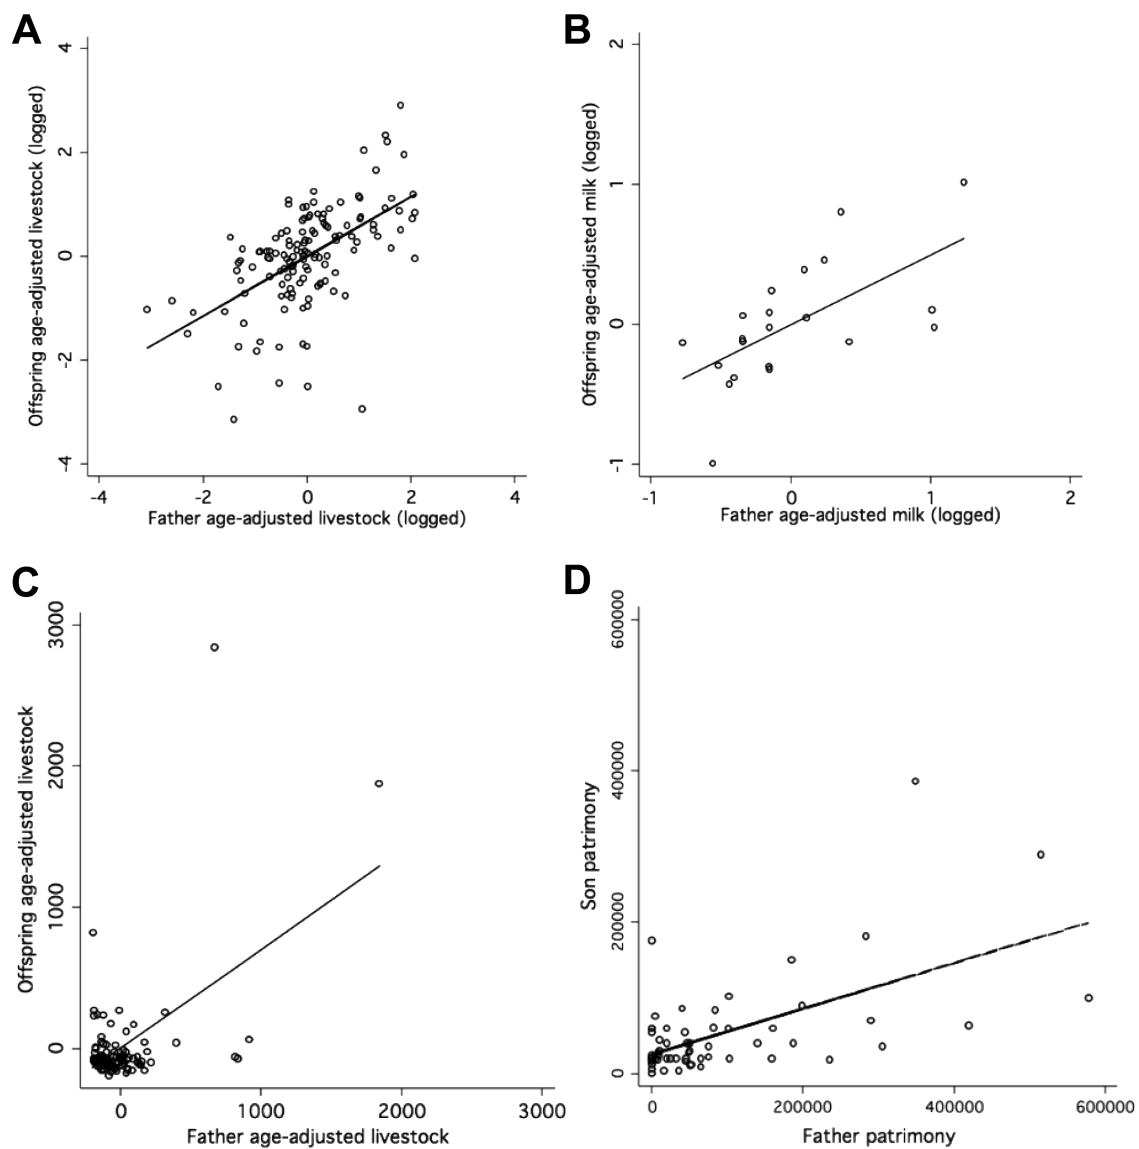 A
4
2
0
-2
-4
Offspring age-adjusted livestock (logged)
-4 -2 0 2 4
Father age-adjusted livestock (logged)
B
2
1
0
-1
Offspring age-adjusted milk (logged)
-1 0 1 2
Father age-adjusted milk (logged)
C
3000
2000
1000
0
Offspring age-adjusted livestock
0 1000 2000 3000
Father age-adjusted livestock
D
600000
400000
200000
0
Son patrimony
0 200000 400000 600000
Father patrimony